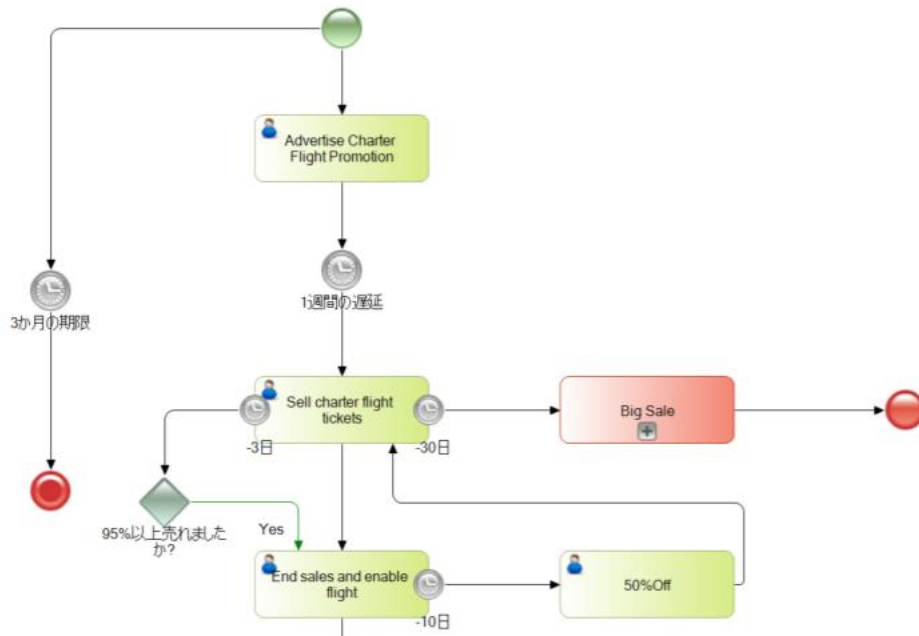 Advertise Charter
Flight Promotion
3か月の期限
1週間の遅延
Sell charter flight
tickets
-3日
-30日
Big Sale
95%以上売れました
か?
Yes
End sales and enable
flight
-10日
50%Off